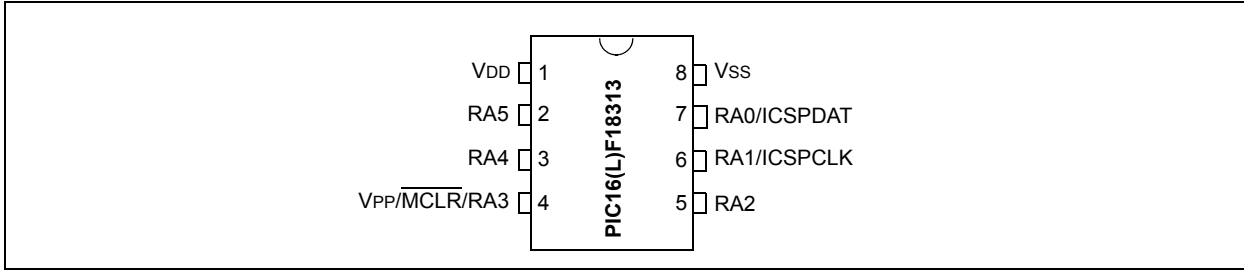 VDD 1 8 VSS
RA5 2 7 RA0/ICSPDAT
RA4 3 6 RA1/ICSPCLK
VPP/MCLR/RA3 4 5 RA2
PIC16(L)F18313